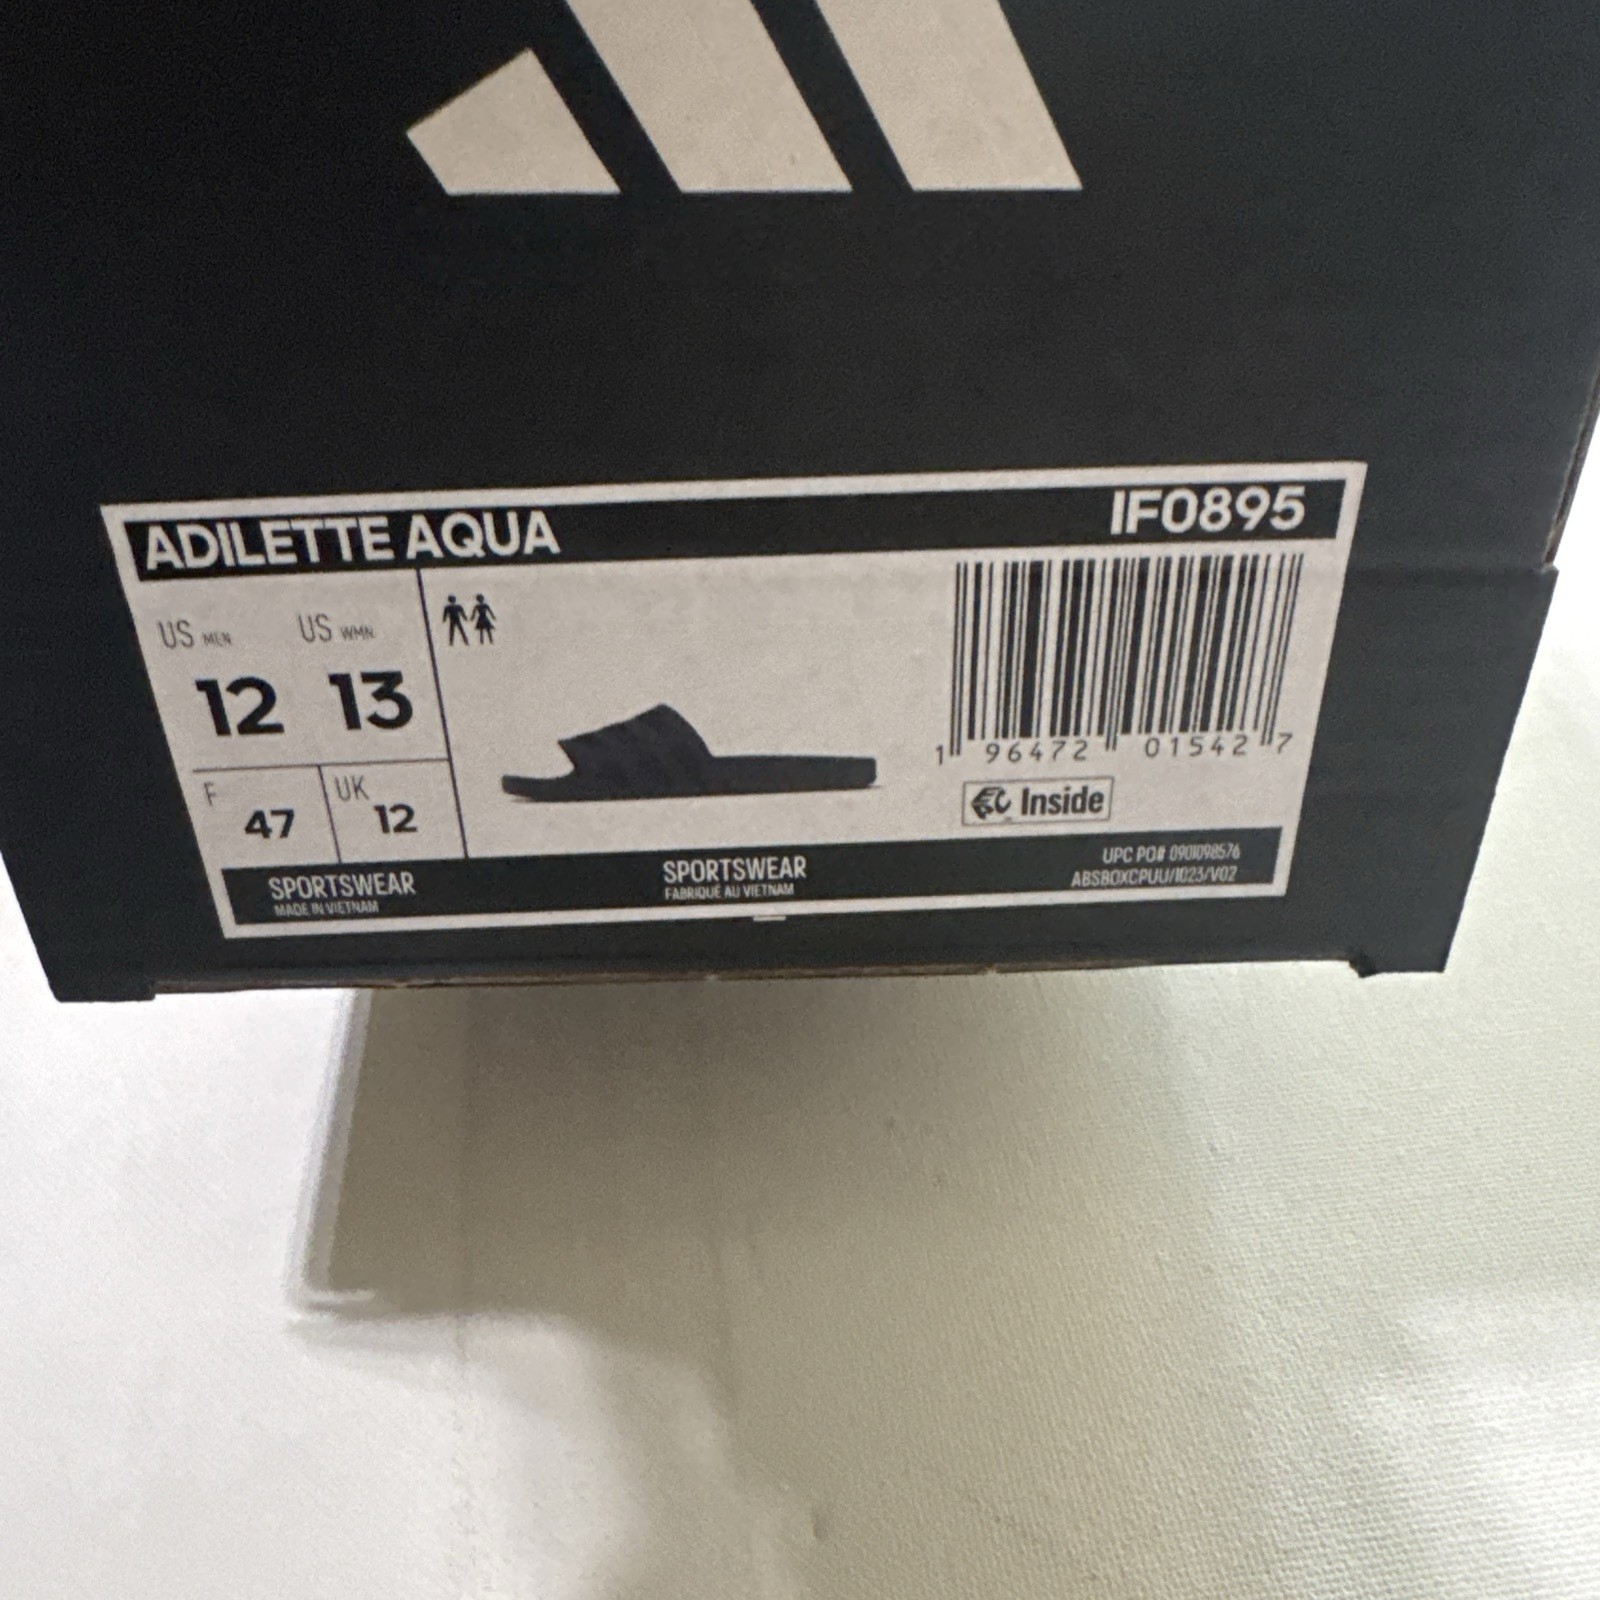 ADILETTE AQUA
IF0895
US MEN
US WMN
12
13
F
47
UK
12
1 96472 01542 7
Inside
SPORTSWEAR
MADE IN VIETNAM
SPORTSWEAR
FABRIQUÉ AU VIETNAM
UPC PO# 0901098576
ABSBOXCPUU/1023/V02